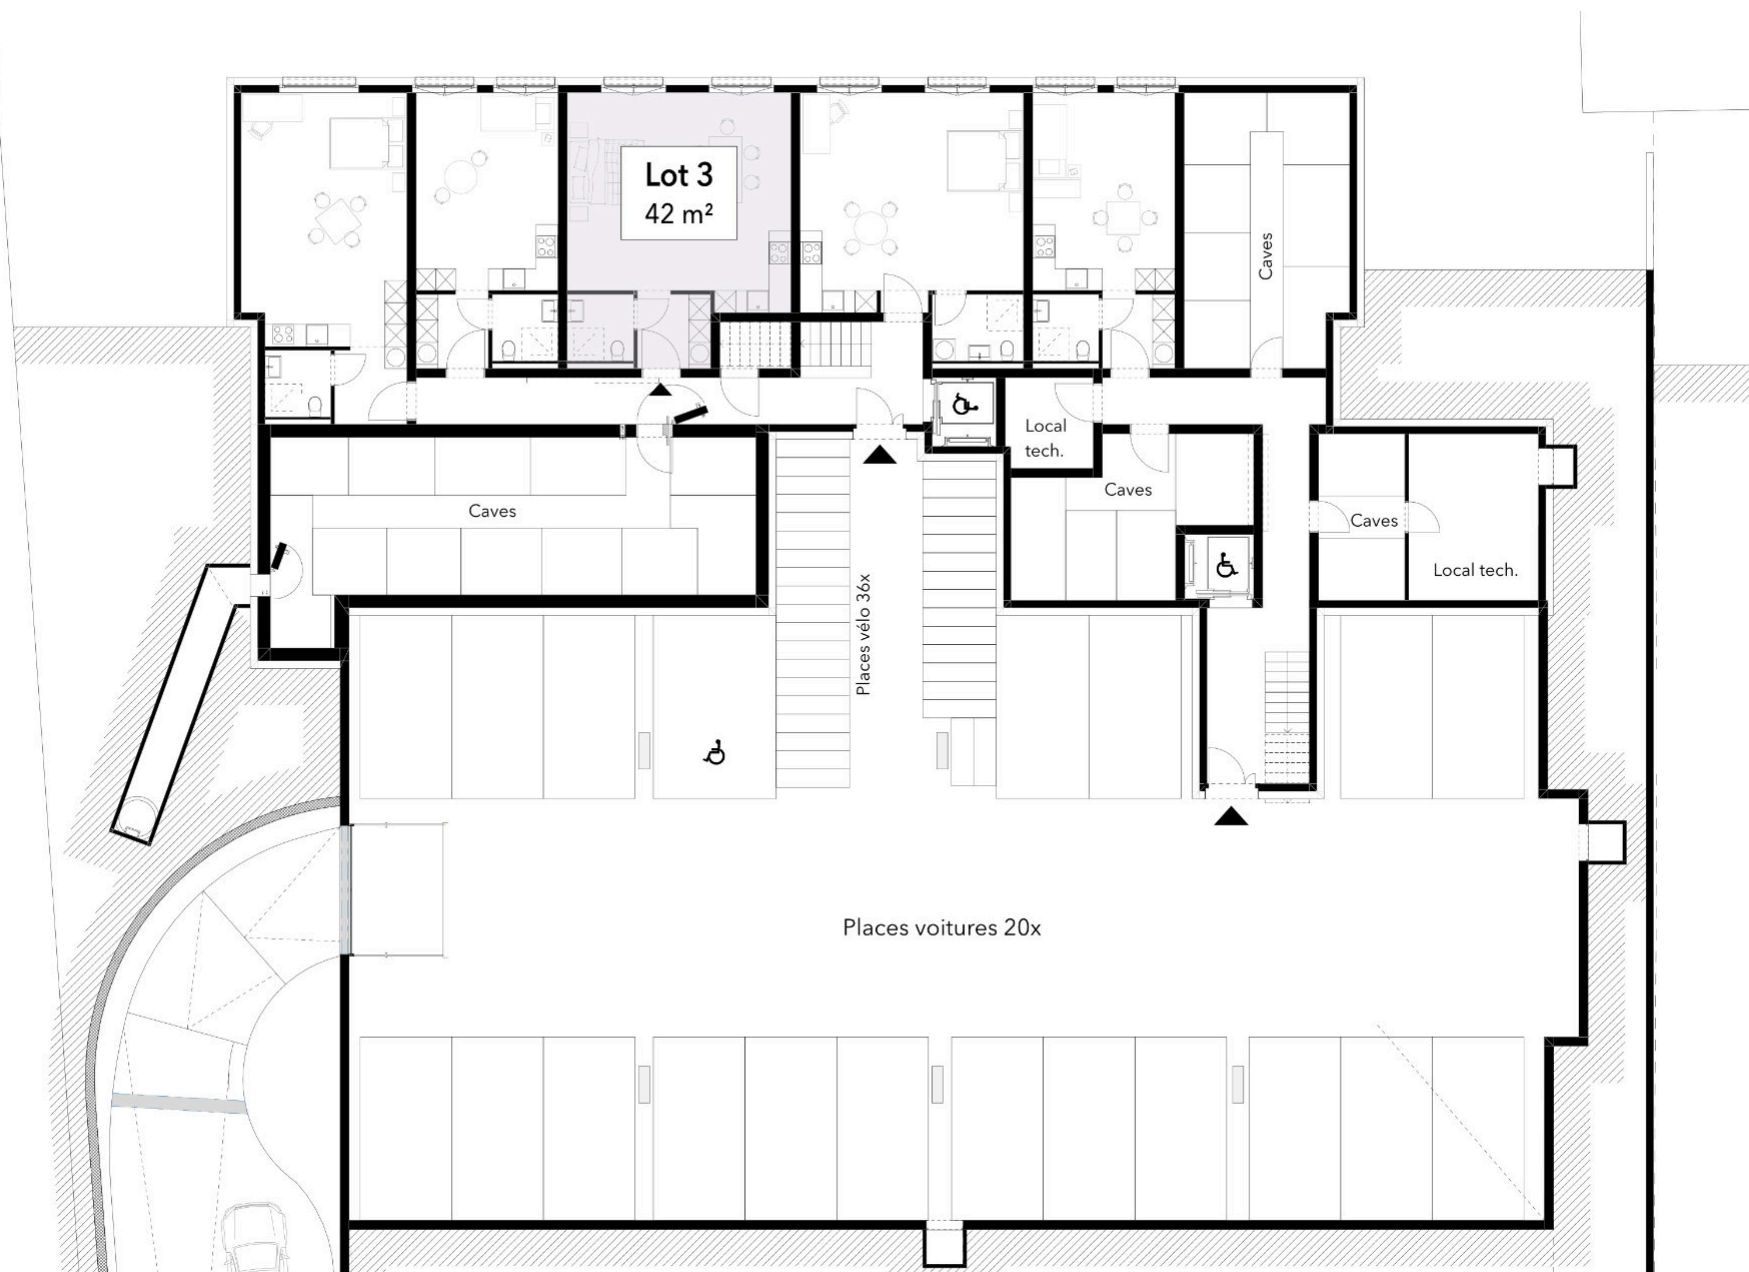 Lot 3
42 m²
Caves
Local
tech.
Caves
Caves
Caves
Local tech.
Places vélo 36x
Places voitures 20x